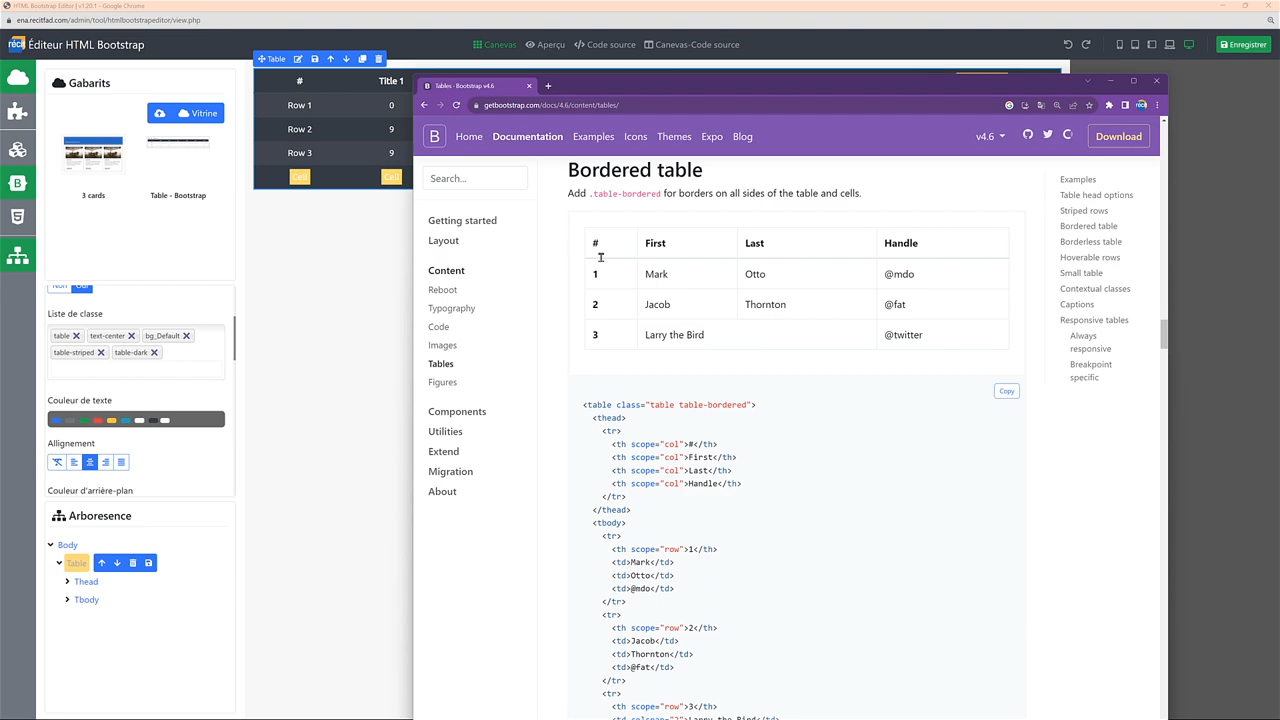 HTML Bootstrap Editor | v1.20.1 - Google Chrome
ena.recitfad.com/admin/tool/htmlbootstrapeditor/view.php
récit Éditeur HTML Bootstrap
Canevas
Aperçu
Code source
Canevas-Code source
Enregistrer
Gabarits
Vitrine
3 cards
Table - Bootstrap
Non Oui
Liste de classe
table
text-center
bg_Default
table-striped
table-dark
Couleur de texte
Allignement
Couleur d'arrière-plan
Arboresence
Body
Table
Thead
Tbody
Table
# Title 1
Row 1 0
Row 2 9
Row 3 9
Cell Cell
Tables · Bootstrap v4.6
getbootstrap.com/docs/4.6/content/tables/
B Home Documentation Examples Icons Themes Expo Blog v4.6 Download
Search...
Getting started
Layout
Content
Reboot
Typography
Code
Images
Tables
Figures
Components
Utilities
Extend
Migration
About
Bordered table
Add .table-bordered for borders on all sides of the table and cells.
# First Last Handle
1 Mark Otto @mdo
2 Jacob Thornton @fat
3 Larry the Bird @twitter
Copy
<table class="table table-bordered">
<thead>
<tr>
<th scope="col">#</th>
<th scope="col">First</th>
<th scope="col">Last</th>
<th scope="col">Handle</th>
</tr>
</thead>
<tbody>
<tr>
<th scope="row">1</th>
<td>Mark</td>
<td>Otto</td>
<td>@mdo</td>
</tr>
<tr>
<th scope="row">2</th>
<td>Jacob</td>
<td>Thornton</td>
<td>@fat</td>
</tr>
<tr>
<th scope="row">3</th>
<td colspan="2">Larry the Bird</td>
Examples
Table head options
Striped rows
Bordered table
Borderless table
Hoverable rows
Small table
Contextual classes
Captions
Responsive tables
Always
responsive
Breakpoint
specific